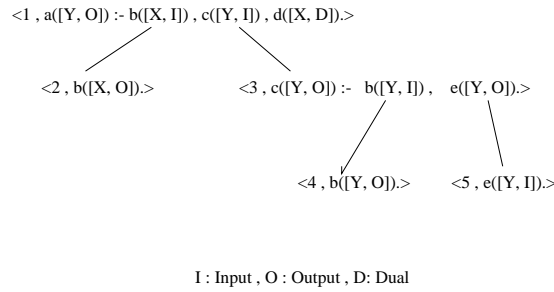 <1 , a([Y, O]) :- b([X, I]) , c([Y, I]) , d([X, D]).>
<2 , b([X, O]).> <3 , c([Y, O]) :- b([Y, I]) , e([Y, O]).>
<4 , b([Y, O]).> <5 , e([Y, I]).>
I : Input , O : Output , D: Dual